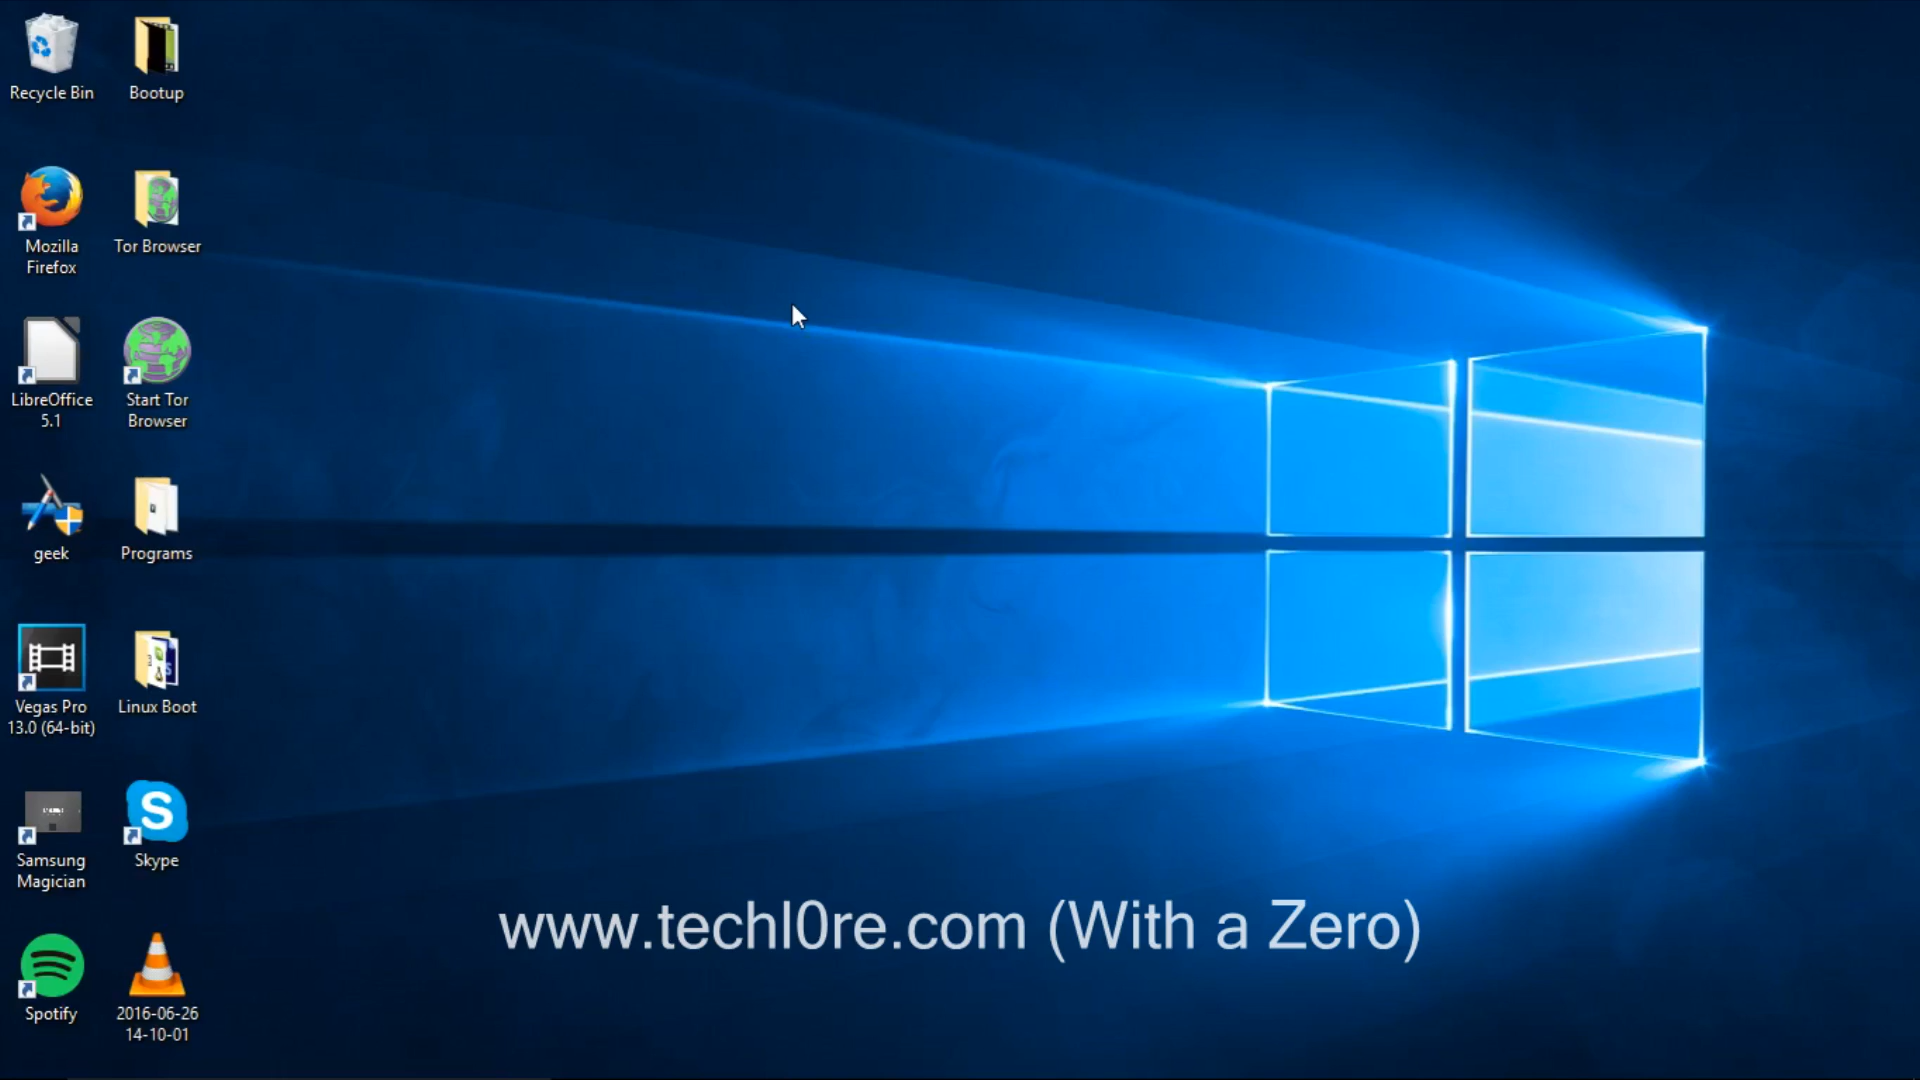 Recycle Bin
Bootup
Mozilla
Firefox
Tor Browser
LibreOffice
5.1
Start Tor
Browser
geek
Programs
Vegas Pro
13.0 (64-bit)
Linux Boot
Samsung
Magician
S
Skype
Spotify
2016-06-26
14-10-01
www.techl0re.com (With a Zero)